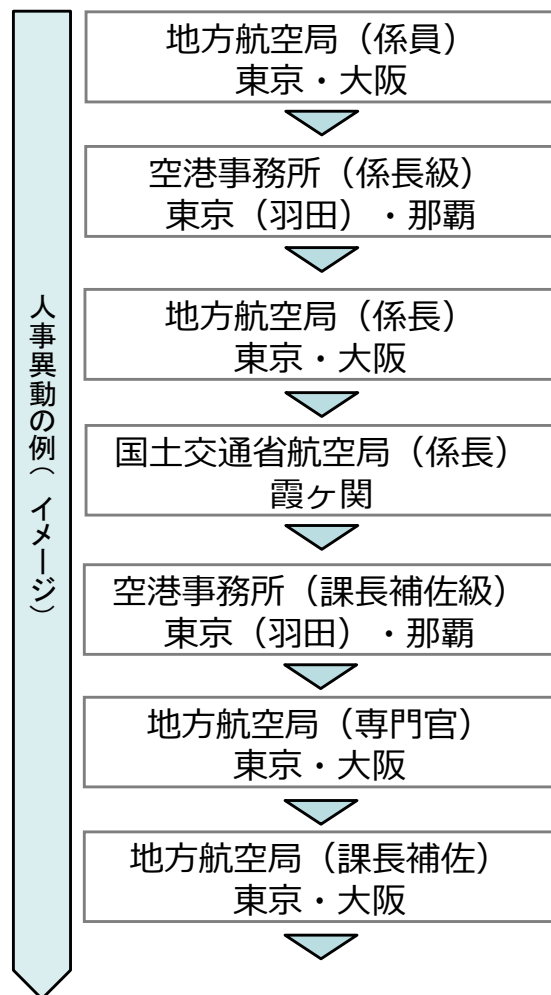 人事異動の例（イメージ）
地方航空局（係員）
東京・大阪
空港事務所（係長級）
東京（羽田）・那覇
地方航空局（係長）
東京・大阪
国土交通省航空局（係長）
霞ヶ関
空港事務所（課長補佐級）
東京（羽田）・那覇
地方航空局（専門官）
東京・大阪
地方航空局（課長補佐）
東京・大阪